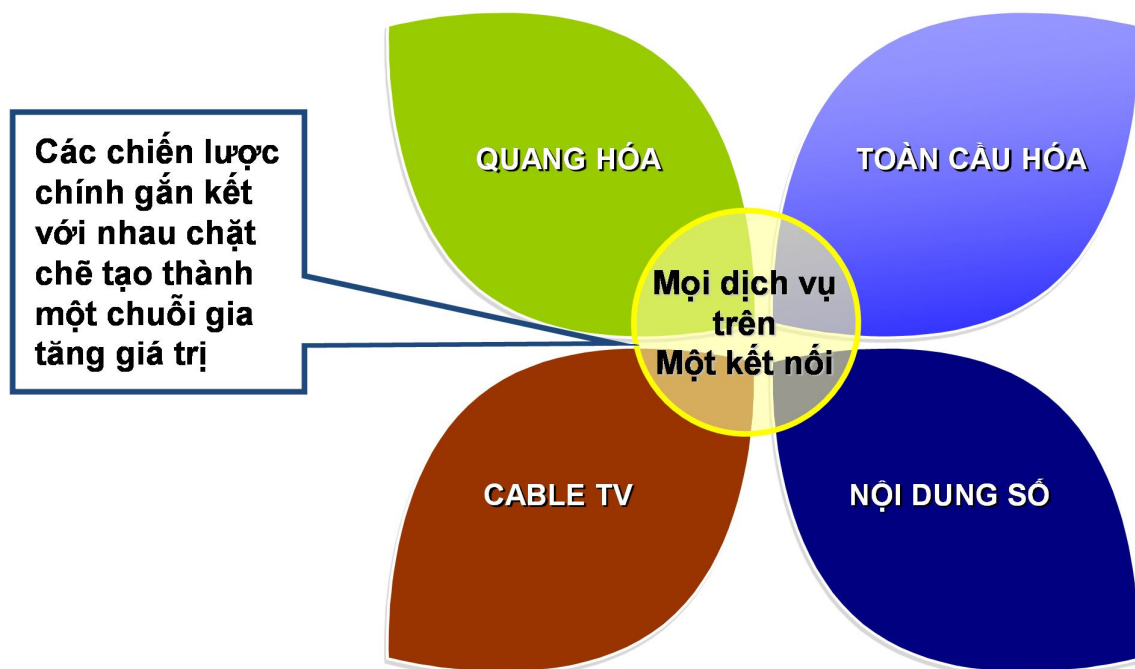 Các chiến lược
chính gắn kết
với nhau chặt
chẽ tạo thành
một chuỗi gia
tăng giá trị
QUANG HÓA
TOÀN CẦU HÓA
Mọi dịch vụ
trên
Một kết nối
CABLE TV
NỘI DUNG SỐ